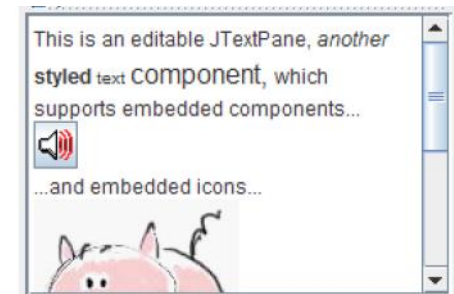 This is an editable JTextPane, another
styled text component, which
supports embedded components...
...and embedded icons...